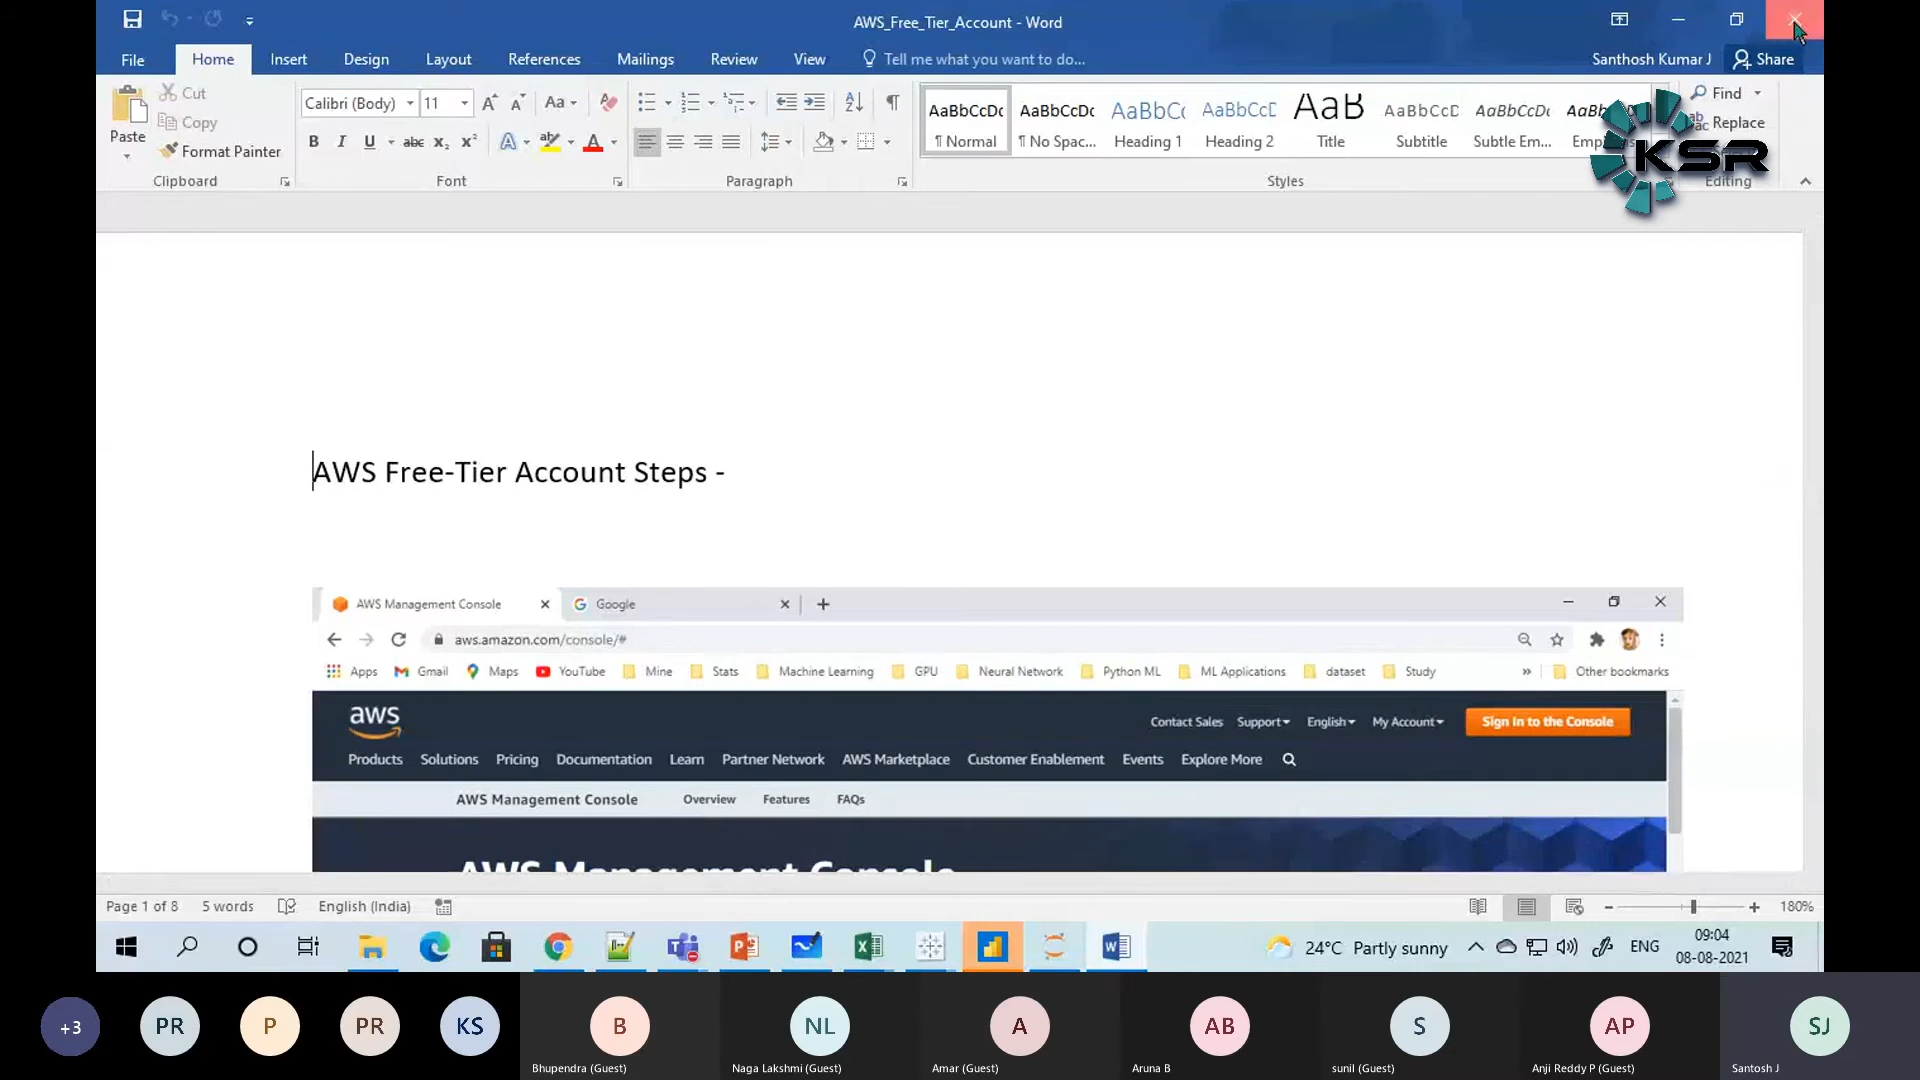 AWS_Free_Tier_Account - Word
File Home Insert Design Layout References Mailings Review View Tell me what you want to do... Santhosh Kumar J Share
Paste
Cut
Copy
Format Painter
Clipboard
Calibri (Body) 11 Aa
B I U abc x₂ x² A ab A
Font
Paragraph
AaBbCcDc AaBbCcDc AaBbC AaBbCcD AaB AaBbCcD AaBbCcDc
¶ Normal ¶ No Spac... Heading 1 Heading 2 Title Subtitle Subtle Em...
Styles
Find
Replace
Editing
KSR
AWS Free-Tier Account Steps -
AWS Management Console Google
aws.amazon.com/console/#
Apps Gmail Maps YouTube Mine Stats Machine Learning GPU Neural Network Python ML ML Applications dataset Study » Other bookmarks
aws
Contact Sales Support English My Account Sign In to the Console
Products Solutions Pricing Documentation Learn Partner Network AWS Marketplace Customer Enablement Events Explore More
AWS Management Console Overview Features FAQs
AWS Management Console
Page 1 of 8 5 words English (India) 180%
24°C Partly sunny ENG
09:04
08-08-2021
+3 PR P PR KS B NL A AB S AP SJ
Bhupendra (Guest) Naga Lakshmi (Guest) Amar (Guest) Aruna B sunil (Guest) Anji Reddy P (Guest) Santosh J